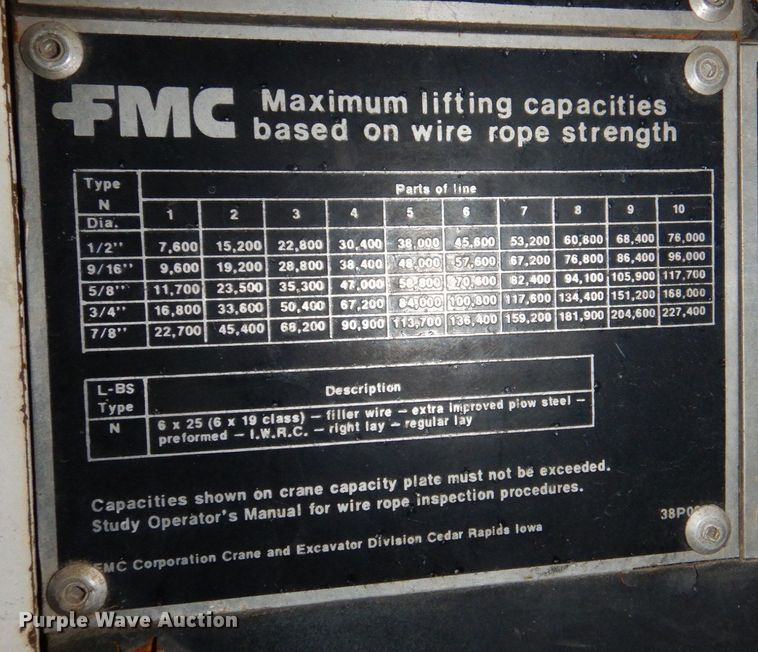 FMC Maximum lifting capacities
based on wire rope strength
Type N Dia. Parts of line
1 2 3 4 5 6 7 8 9 10
1/2" 7,600 15,200 22,800 30,400 38,000 45,600 53,200 60,800 68,400 76,000
9/16" 9,600 19,200 28,800 38,400 48,000 57,600 67,200 76,800 86,400 96,000
5/8" 11,700 23,500 35,300 47,000 58,800 70,600 82,400 94,100 105,900 117,700
3/4" 16,800 33,600 50,400 67,200 84,000 100,800 117,600 134,400 151,200 168,000
7/8" 22,700 45,400 68,200 90,900 113,700 136,400 159,200 181,900 204,600 227,400
L-BS Type Description
N 6 x 25 (6 x 19 class) — filler wire — extra improved plow steel —
preformed — I.W.R.C. — right lay — regular lay
Capacities shown on crane capacity plate must not be exceeded.
Study Operator's Manual for wire rope inspection procedures.
FMC Corporation Crane and Excavator Division Cedar Rapids Iowa
Purple Wave Auction